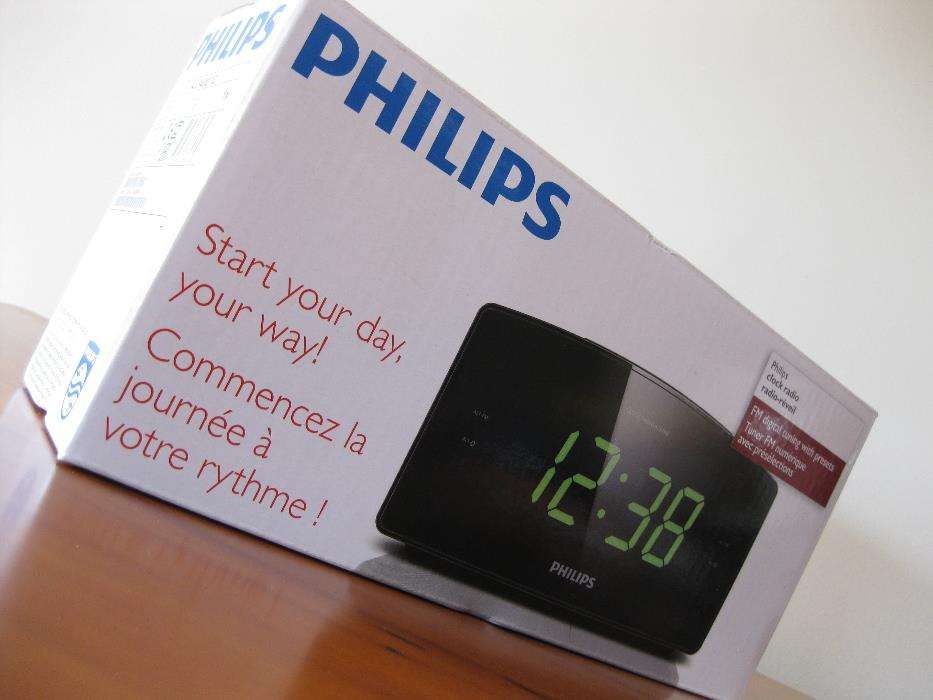 PHILIPS
PHILIPS
Start your day,
your way!
Commencez la
journée à
votre rythme !
Philips
clock radio
radio-réveil
FM digital tuning with presets
Tuner FM numérique
avec présélections
12:38
PHILIPS